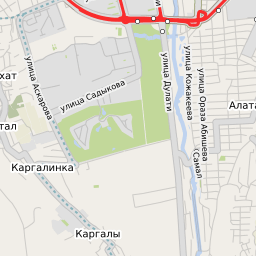 хат
улица Аскарова
улица Садыкова
улица Дулати
улица Кожакеева
улица Ораза Абишева
(Самал
Алата
тал
Каргалинка
Каргалы